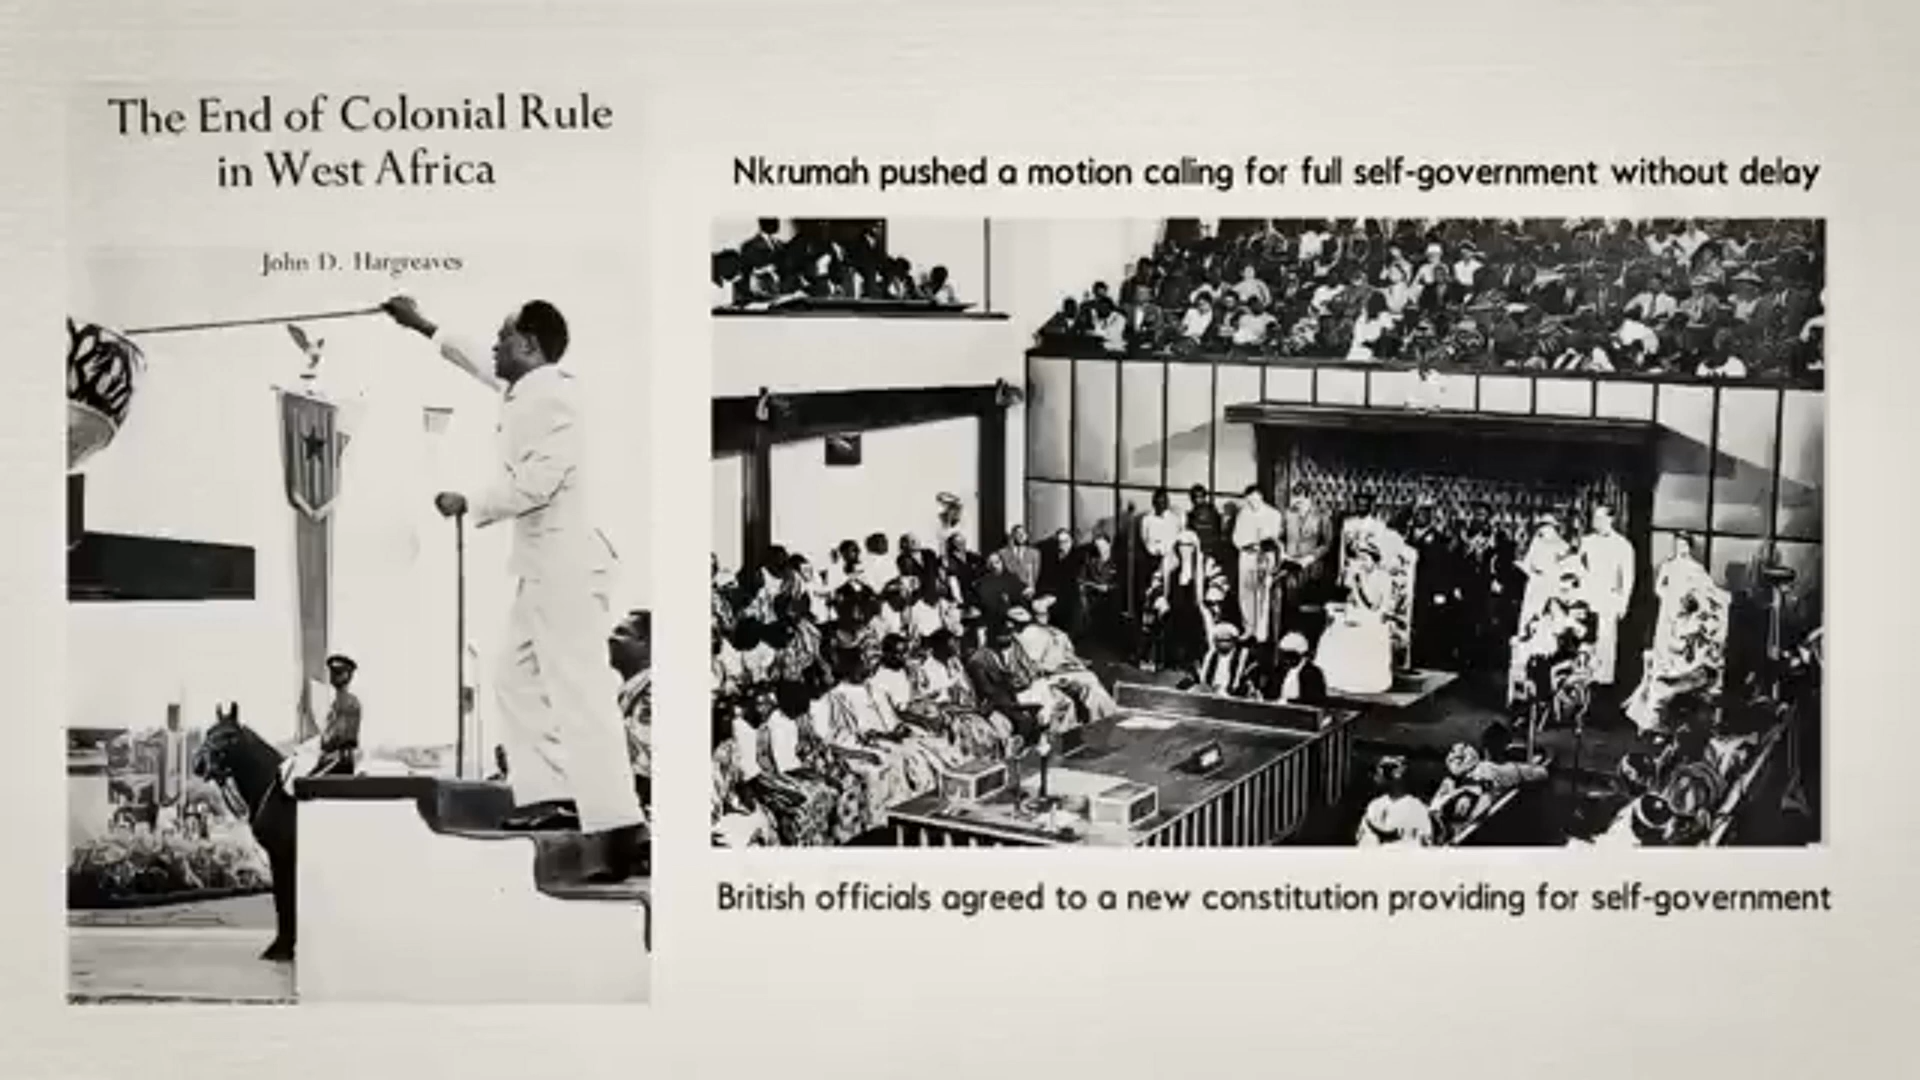 The End of Colonial Rule
in West Africa
John D. Hargreaves
Nkrumah pushed a motion calling for full self-government without delay
British officials agreed to a new constitution providing for self-government